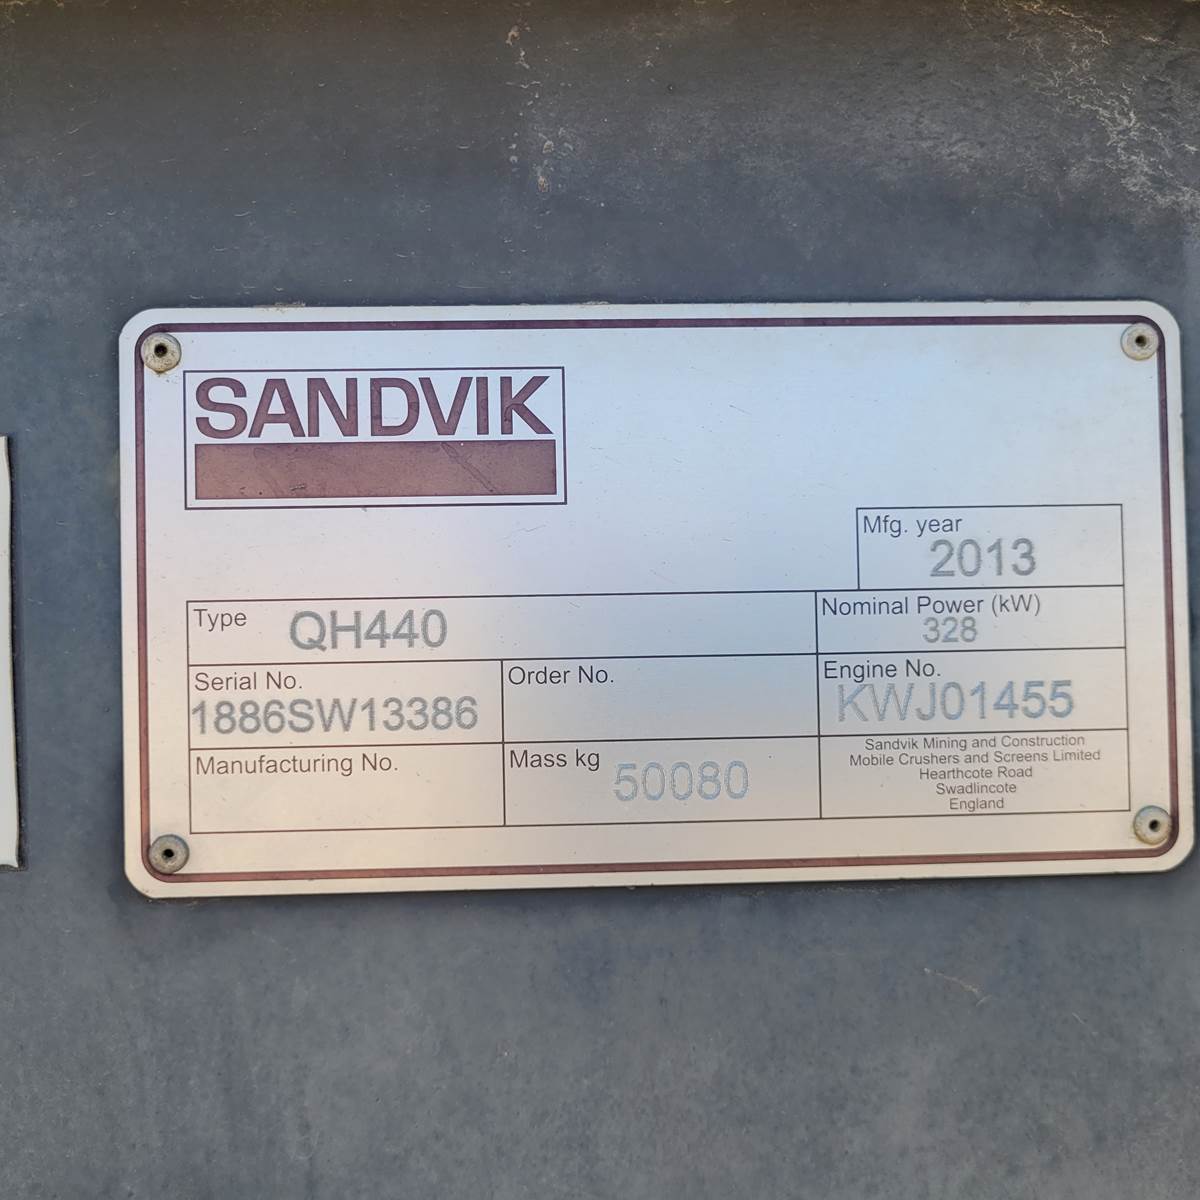 SANDVIK
Mfg. year
2013
Type QH440
Nominal Power (kW)
328
Serial No.
1886SW13386
Order No.
Engine No.
KWJ01455
Manufacturing No.
Mass kg 50080
Sandvik Mining and Construction
Mobile Crushers and Screens Limited
Hearthcote Road
Swadlincote
England